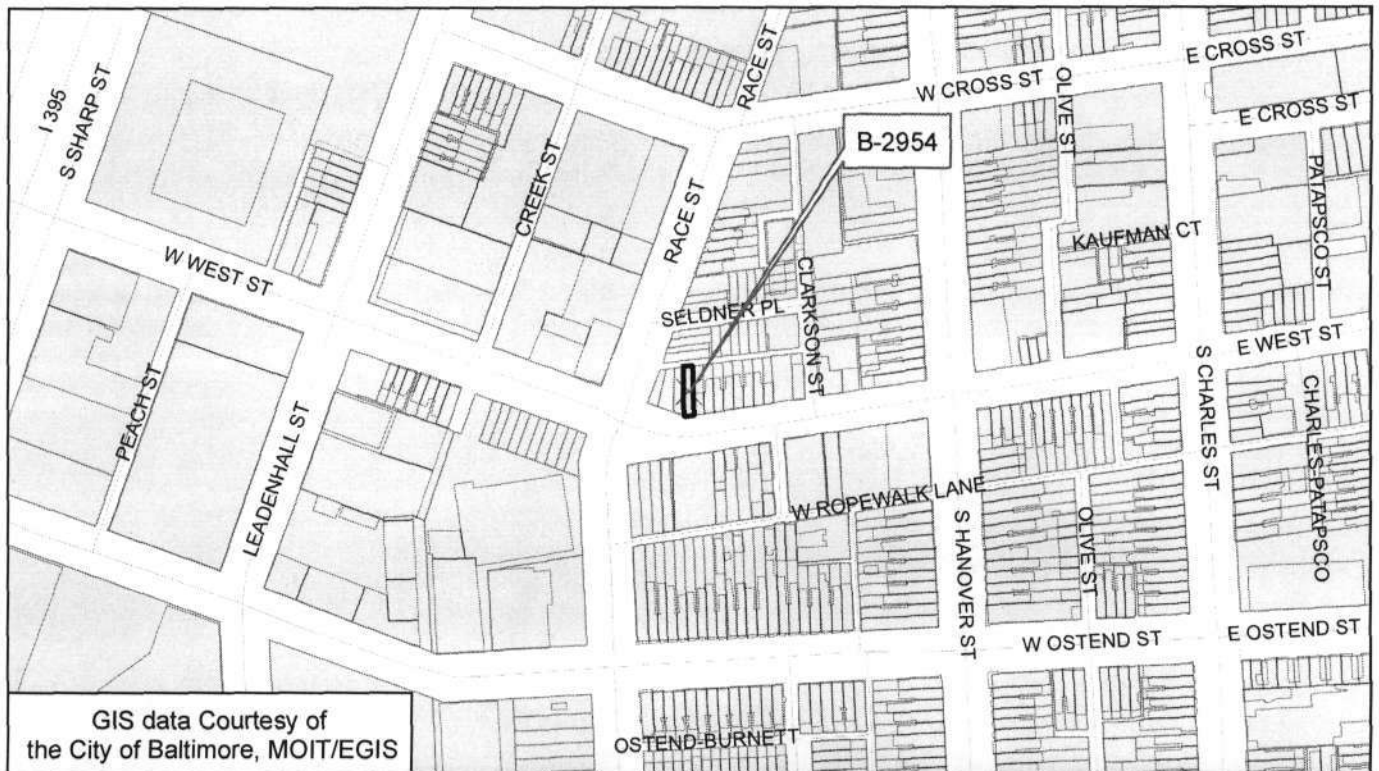 I 395
S SHARP ST
RACE ST
W CROSS ST
OLIVE ST
E CROSS ST
E CROSS ST
B-2954
CREEK ST
RACE ST
PATAPSCO ST
W WEST ST
KAUFMAN CT
CLARKSON ST
SELDNER PL
E WEST ST
S CHARLES ST
PEACH ST
LEADENHALL ST
CHARLES-PATAPSCO
W ROPEWALK LANE
S HANOVER ST
OLIVE ST
W OSTEND ST
E OSTEND ST
OSTEND-BURNETT
GIS data Courtesy of
the City of Baltimore, MOIT/EGIS